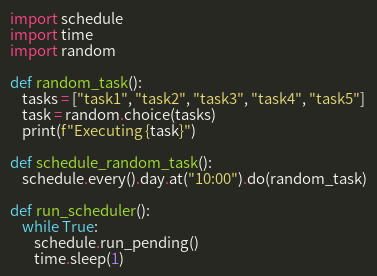 import schedule
import time
import random

def random_task():
    tasks = ["task1", "task2", "task3", "task4", "task5"]
    task = random.choice(tasks)
    print(f"Executing {task}")

def schedule_random_task():
    schedule.every().day.at("10:00").do(random_task)

def run_scheduler():
    while True:
        schedule.run_pending()
        time.sleep(1)